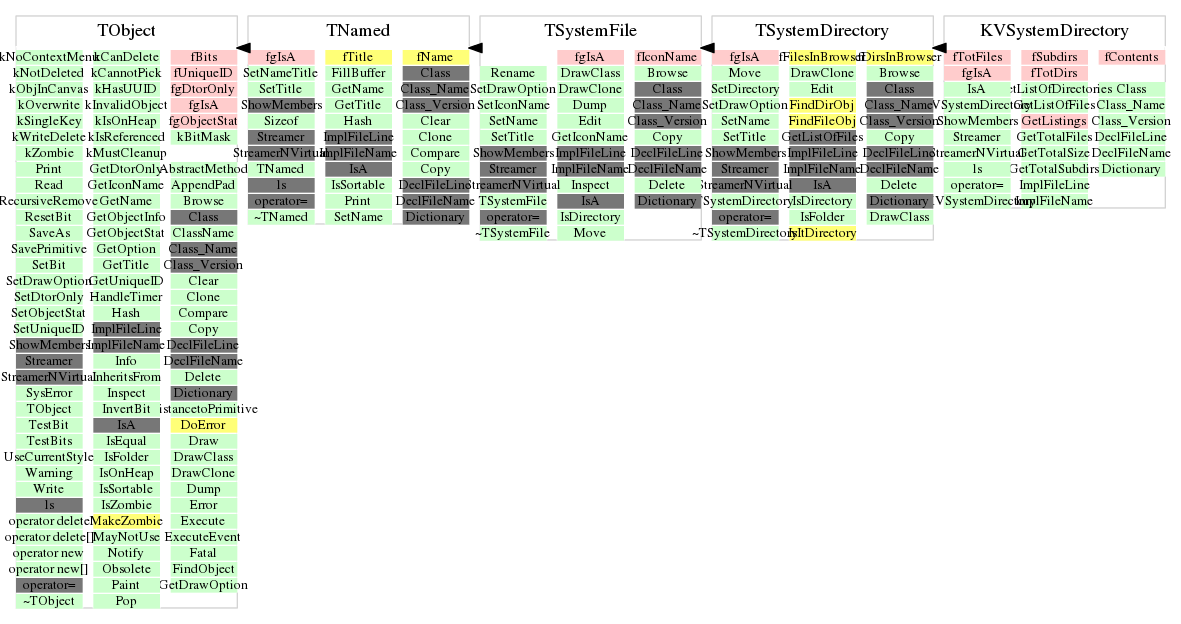 TObject
kNoContextMenu
kNotDeleted
kObjInCanvas
kOverwrite
kSingleKey
kWriteDelete
kZombie
Print
Read
RecursiveRemove
ResetBit
SaveAs
SavePrimitive
SetBit
SetDrawOption
SetDtorOnly
SetObjectStat
SetUniqueID
ShowMembers
Streamer
StreamerNVirtual
SysError
TObject
TestBit
TestBits
UseCurrentStyle
Warning
Write
ls
operator delete
operator delete[]
operator new
operator new[]
operator=
~TObject
kCanDelete
kCannotPick
kHasUUID
kInvalidObject
kIsOnHeap
kIsReferenced
kMustCleanup
GetDtorOnly
GetIconName
GetName
GetObjectInfo
GetObjectStat
GetOption
GetTitle
GetUniqueID
HandleTimer
Hash
ImplFileLine
ImplFileName
Info
InheritsFrom
Inspect
InvertBit
IsA
IsEqual
IsFolder
IsOnHeap
IsSortable
IsZombie
MakeZombie
MayNotUse
Notify
Obsolete
Paint
Pop
fBits
fUniqueID
fgDtorOnly
fgIsA
fgObjectStat
kBitMask
AbstractMethod
AppendPad
Browse
Class
ClassName
Class_Name
Class_Version
Clear
Clone
Compare
Copy
DeclFileLine
DeclFileName
Delete
Dictionary
istancetoPrimitive
DoError
Draw
DrawClass
DrawClone
Dump
Error
Execute
ExecuteEvent
Fatal
FindObject
GetDrawOption
TNamed
fgIsA
SetNameTitle
SetTitle
ShowMembers
Sizeof
Streamer
StreamerNVirtual
TNamed
ls
operator=
~TNamed
fTitle
FillBuffer
GetName
GetTitle
Hash
ImplFileLine
ImplFileName
IsA
IsSortable
Print
SetName
fName
Class
Class_Name
Class_Version
Clear
Clone
Compare
Copy
DeclFileLine
DeclFileName
Dictionary
TSystemFile
Rename
SetDrawOption
SetIconName
SetName
SetTitle
ShowMembers
Streamer
StreamerNVirtual
TSystemFile
operator=
~TSystemFile
fgIsA
DrawClass
DrawClone
Dump
Edit
GetIconName
ImplFileLine
ImplFileName
Inspect
IsA
IsDirectory
Move
fIconName
Browse
Class
Class_Name
Class_Version
Copy
DeclFileLine
DeclFileName
Delete
Dictionary
TSystemDirectory
fgIsA
Move
SetDirectory
SetDrawOption
SetName
SetTitle
ShowMembers
Streamer
StreamerNVirtual
TSystemDirectory
operator=
~TSystemDirectory
fFilesInBrowser
DrawClone
Edit
FindDirObj
FindFileObj
GetListOfFiles
ImplFileLine
ImplFileName
IsA
IsDirectory
IsFolder
IsItDirectory
fDirsInBrowser
Browse
Class
Class_Name
Class_Version
Copy
DeclFileLine
DeclFileName
Delete
Dictionary
DrawClass
KVSystemDirectory
fTotFiles
fgIsA
IsA
KVSystemDirectory
ShowMembers
Streamer
StreamerNVirtual
ls
operator=
~KVSystemDirectory
fSubdirs
fTotDirs
etListOfDirectories
GetListOfFiles
GetListings
GetTotalFiles
GetTotalSize
GetTotalSubdirs
ImplFileLine
ImplFileName
fContents
Class
Class_Name
Class_Version
DeclFileLine
DeclFileName
Dictionary